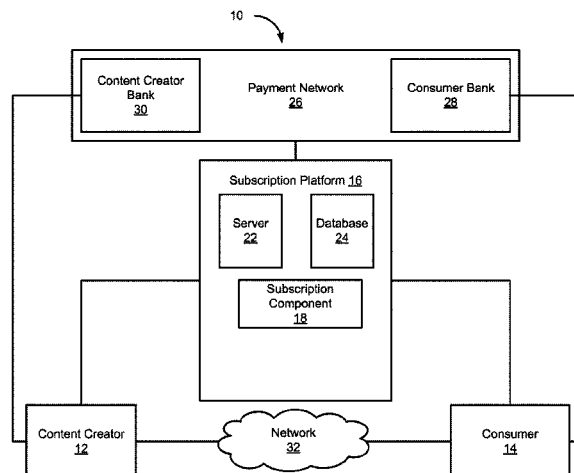 10
Content Creator
Bank
30
Payment Network
26
Consumer Bank
28
Subscription Platform 16
Server
22
Database
24
Subscription
Component
18
Content Creator
12
Network
32
Consumer
14